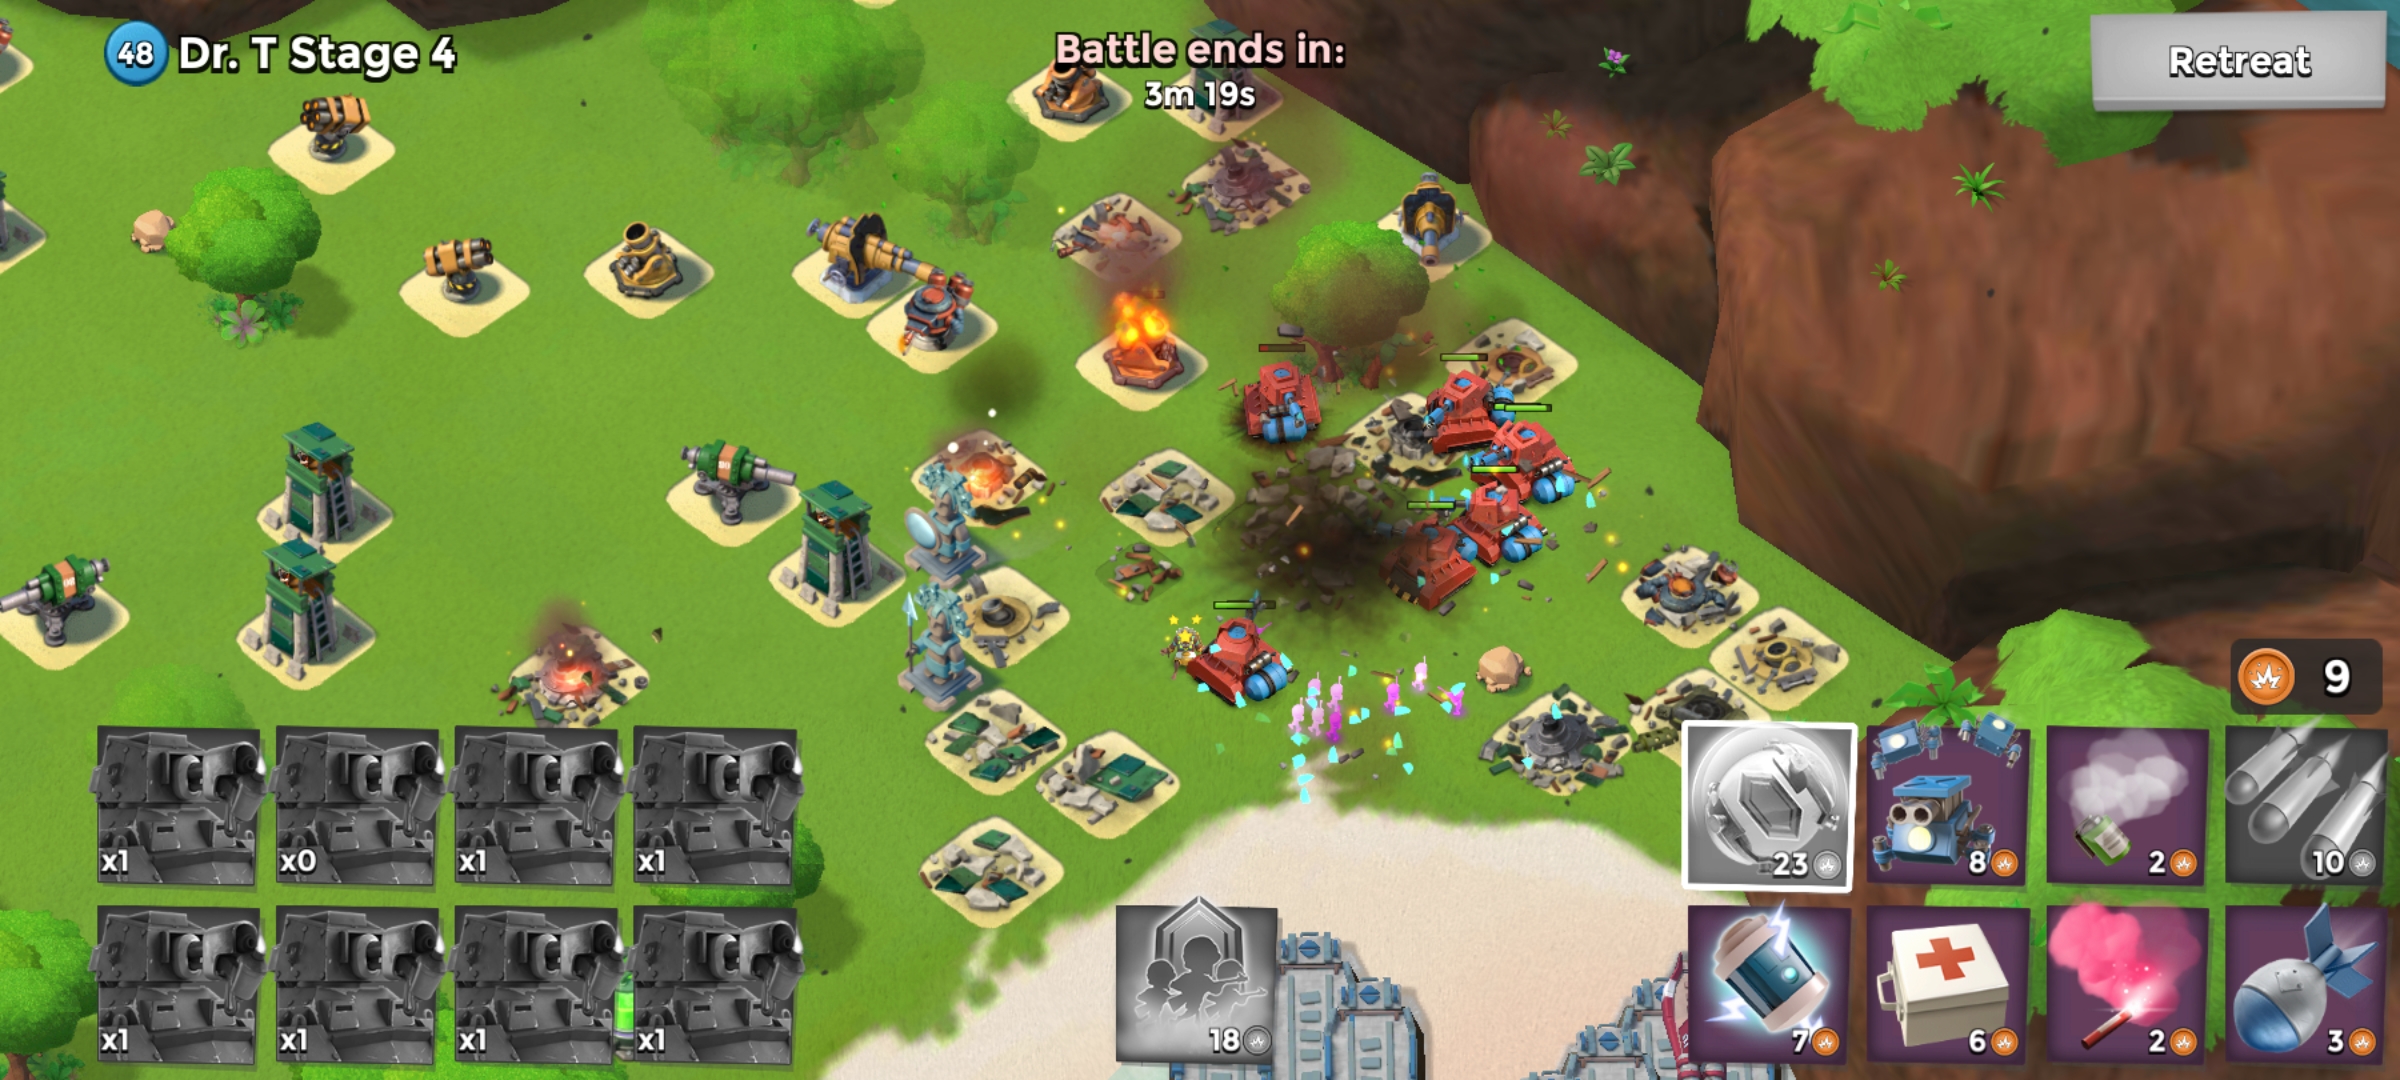 48 Dr. T Stage 4
Battle ends in:
3m 19s
Retreat
9
x1 x0 x1 x1
23 8 2 10
x1 x1 x1 x1
18
7 6 2 3